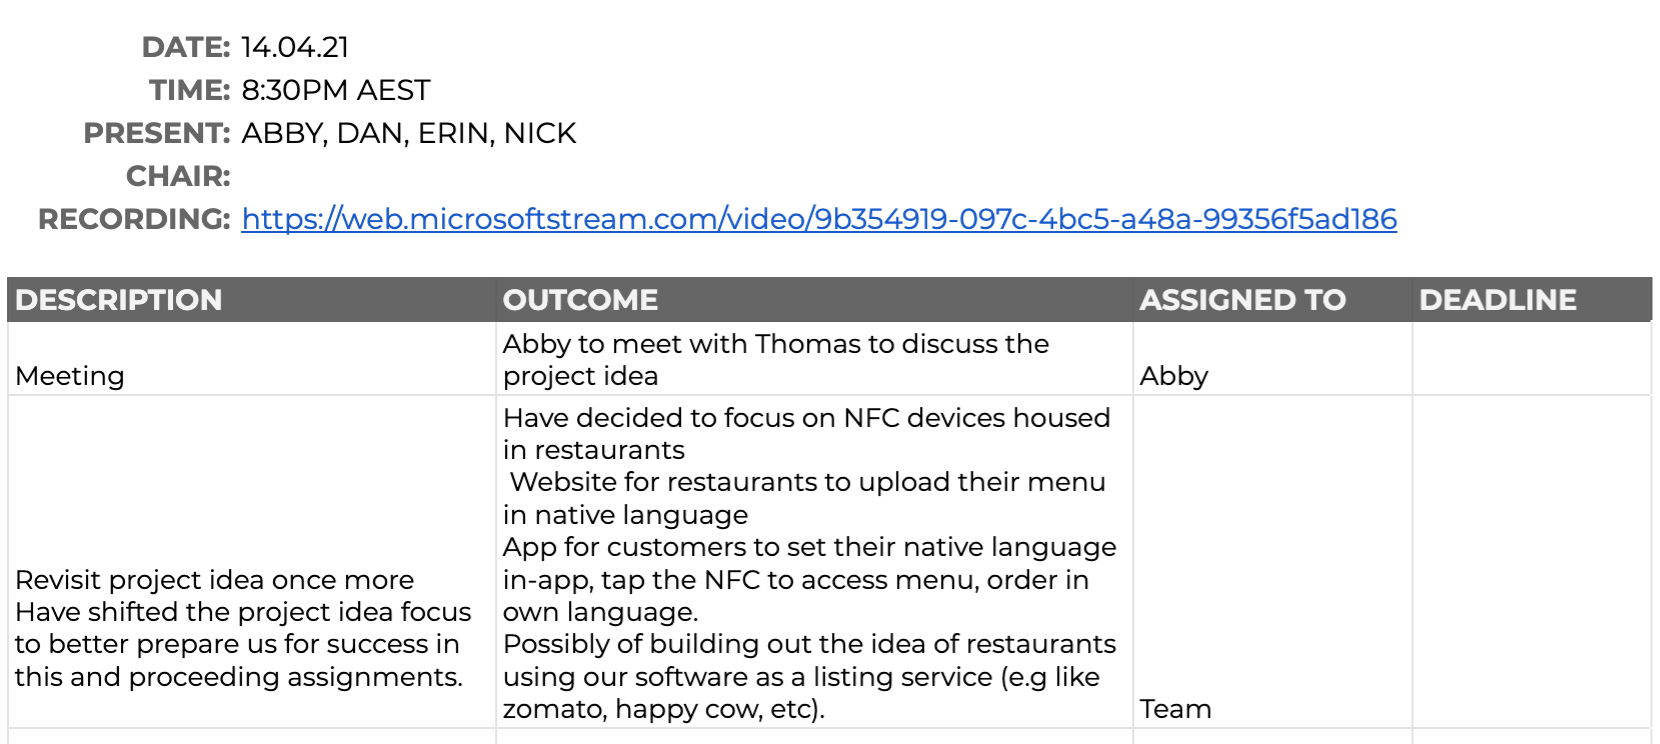 DATE: 14.04.21
TIME: 8:30PM AEST
PRESENT: ABBY, DAN, ERIN, NICK
CHAIR:
RECORDING: https://web.microsoftstream.com/video/9b354919-097c-4bc5-a48a-99356f5ad186
DESCRIPTION OUTCOME ASSIGNED TO DEADLINE
Abby to meet with Thomas to discuss the
Meeting project idea Abby
Have decided to focus on NFC devices housed
in restaurants
Website for restaurants to upload their menu
in native language
App for customers to set their native language
Revisit project idea once more in-app, tap the NFC to access menu, order in
Have shifted the project idea focus own language.
to better prepare us for success in Possibly of building out the idea of restaurants
this and proceeding assignments. using our software as a listing service (e.g like
zomato, happy cow, etc). Team